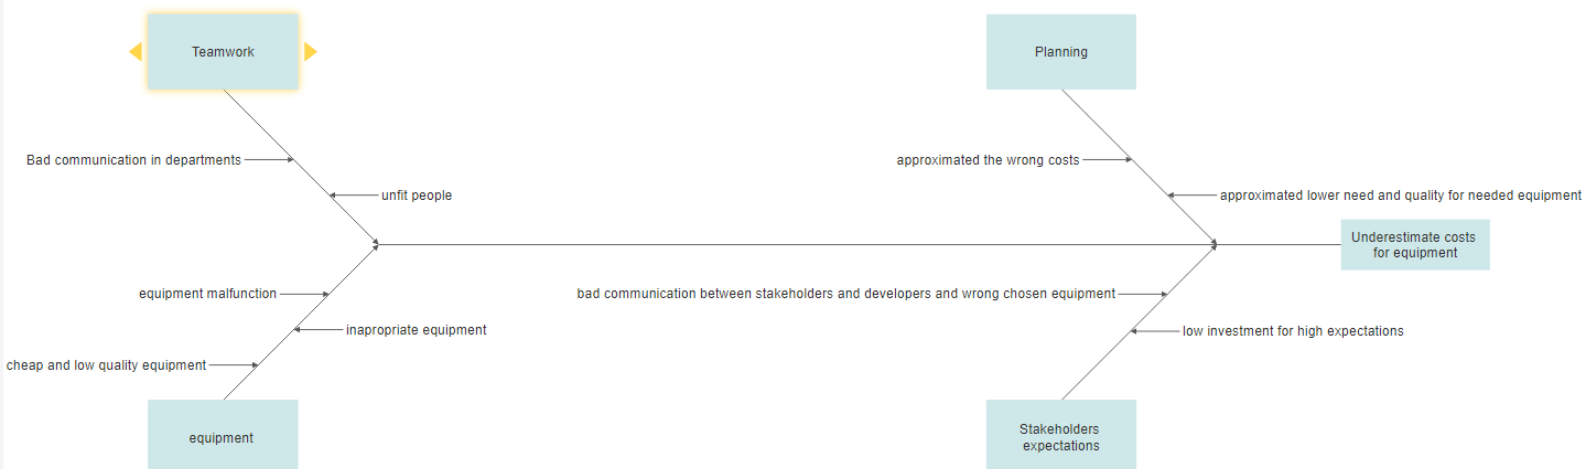 Teamwork
Planning
Bad communication in departments
approximated the wrong costs
unfit people
approximated lower need and quality for needed equipment
Underestimate costs
for equipment
equipment malfunction
bad communication between stakeholders and developers and wrong chosen equipment
inapropriate equipment
low investment for high expectations
cheap and low quality equipment
equipment
Stakeholders
expectations